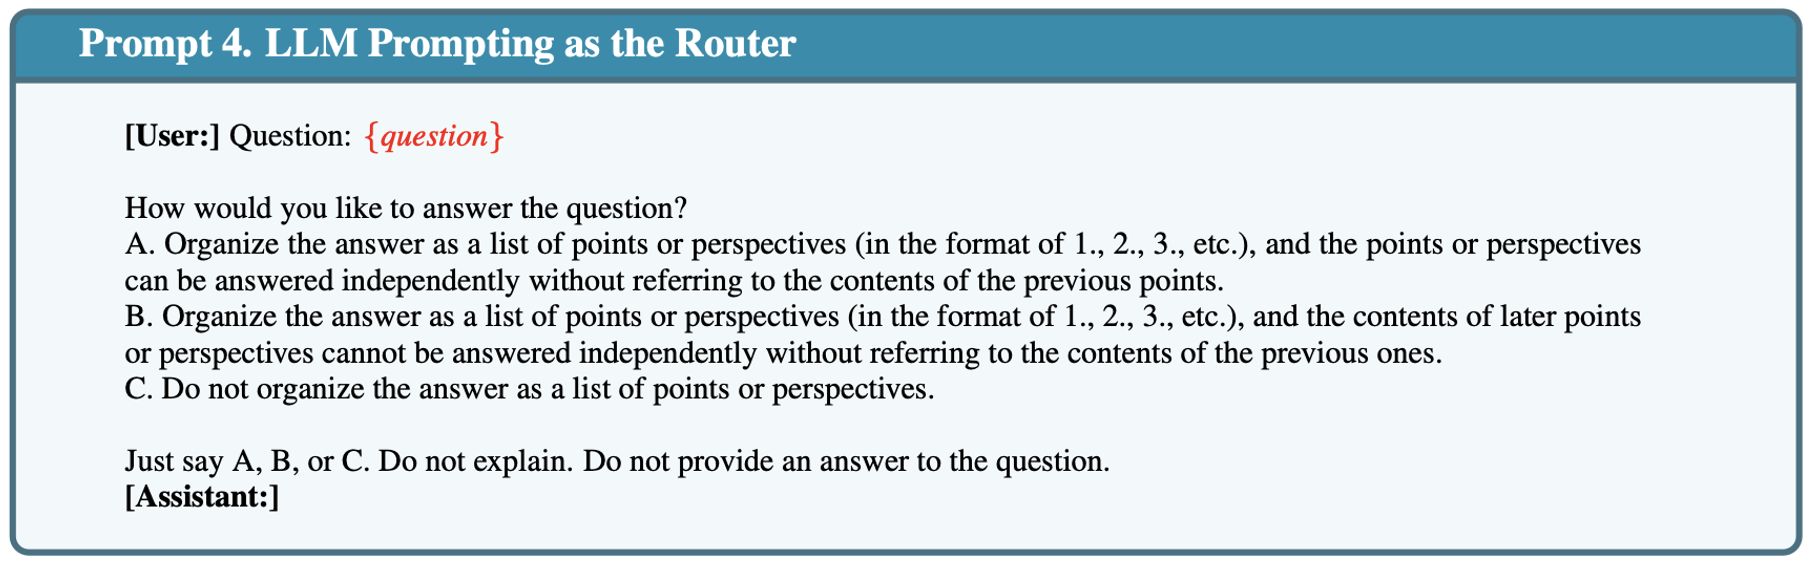 Prompt 4. LLM Prompting as the Router
[User:] Question: {question}
How would you like to answer the question?
A. Organize the answer as a list of points or perspectives (in the format of 1., 2., 3., etc.), and the points or perspectives
can be answered independently without referring to the contents of the previous points.
B. Organize the answer as a list of points or perspectives (in the format of 1., 2., 3., etc.), and the contents of later points
or perspectives cannot be answered independently without referring to the contents of the previous ones.
C. Do not organize the answer as a list of points or perspectives.
Just say A, B, or C. Do not explain. Do not provide an answer to the question.
[Assistant:]